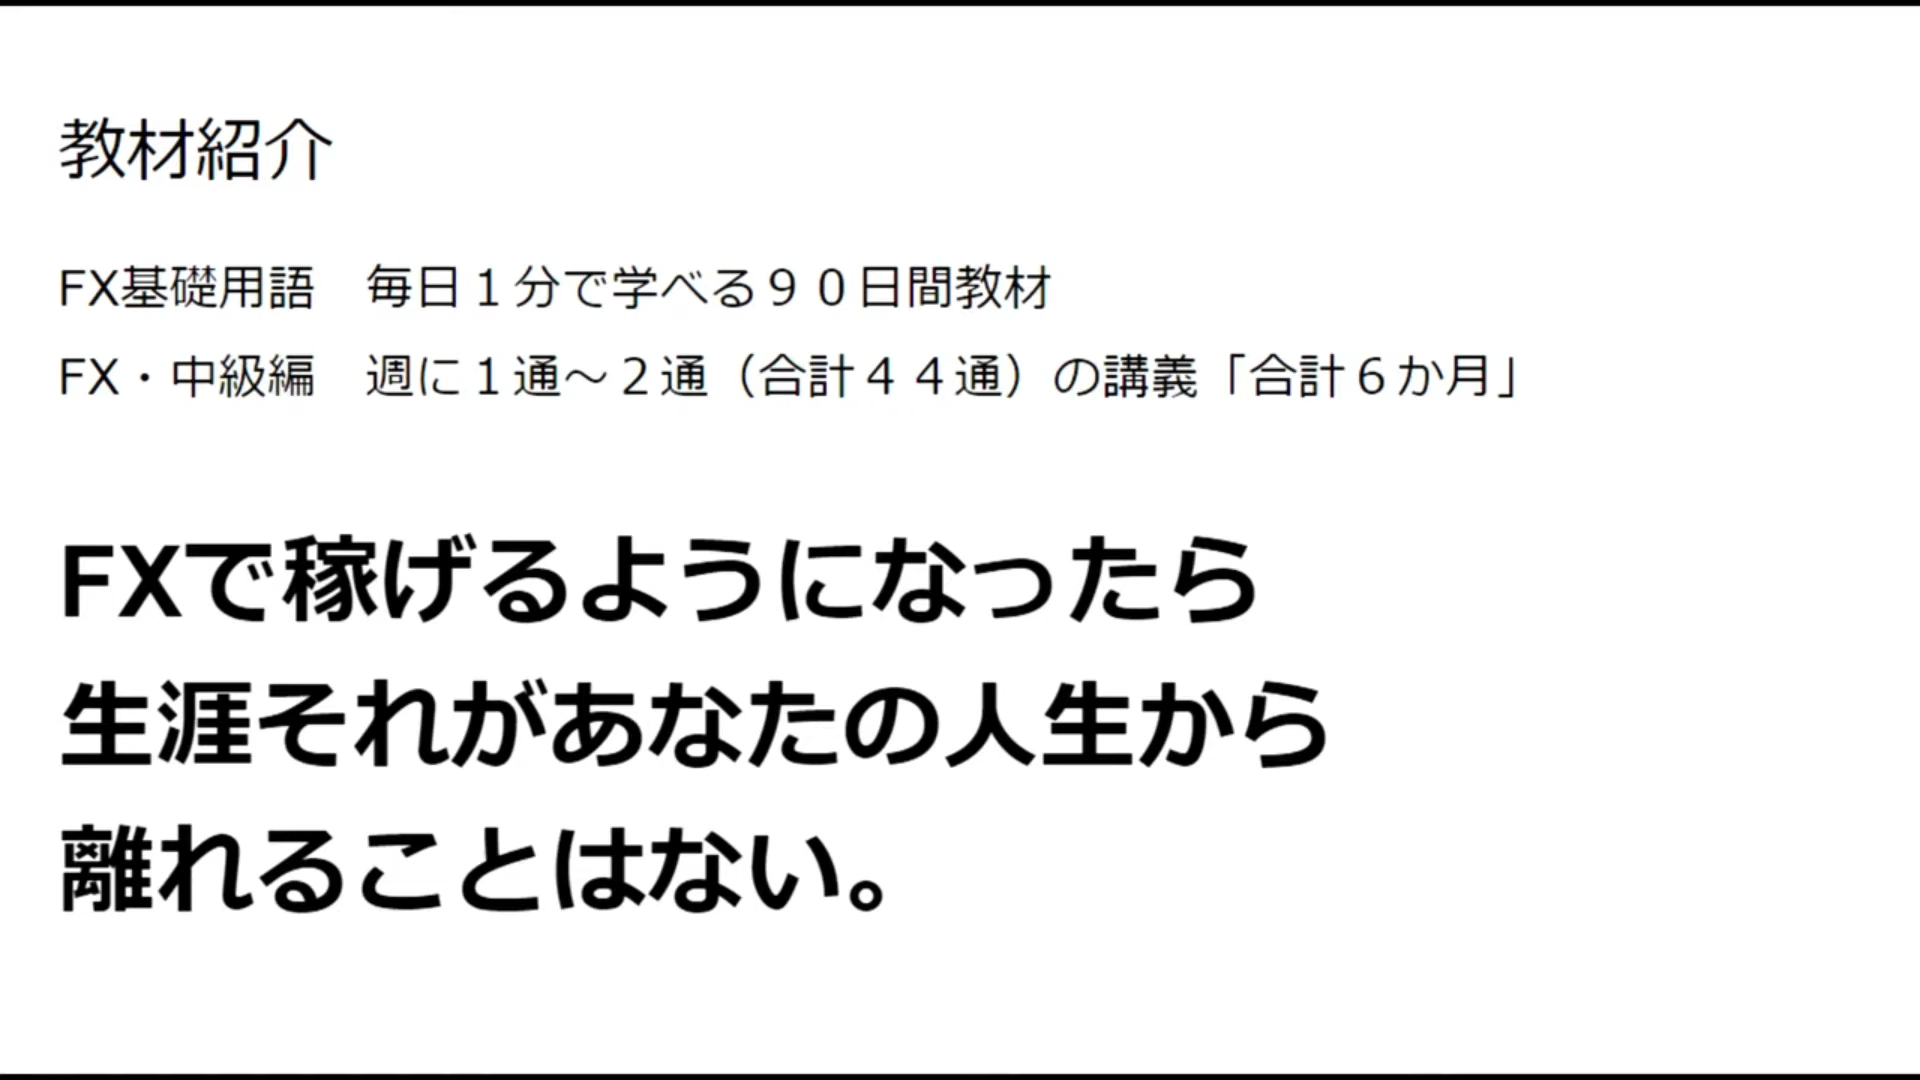 教材紹介
FX基礎用語　毎日１分で学べる９０日間教材
FX・中級編　週に１通～２通（合計４４通）の講義「合計６か月」
FXで稼げるようになったら
生涯それがあなたの人生から
離れることはない。